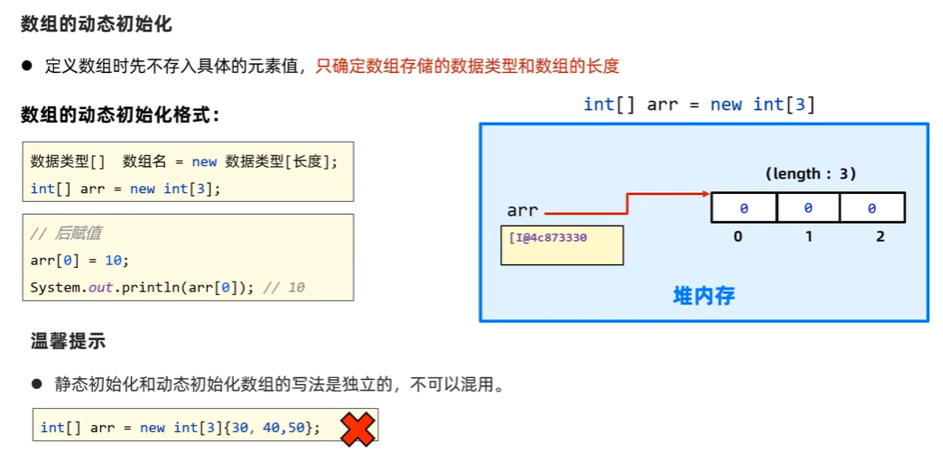 数组的动态初始化
● 定义数组时先不存入具体的元素值，只确定数组存储的数据类型和数组的长度
数组的动态初始化格式：
数据类型[] 数组名 = new 数据类型[长度];
int[] arr = new int[3];
// 后赋值
arr[0] = 10;
System.out.println(arr[0]); // 10
int[] arr = new int[3]
(length : 3)
arr
0 0 0
[I@4c873330
0 1 2
堆内存
温馨提示
● 静态初始化和动态初始化数组的写法是独立的，不可以混用。
int[] arr = new int[3]{30, 40,50};